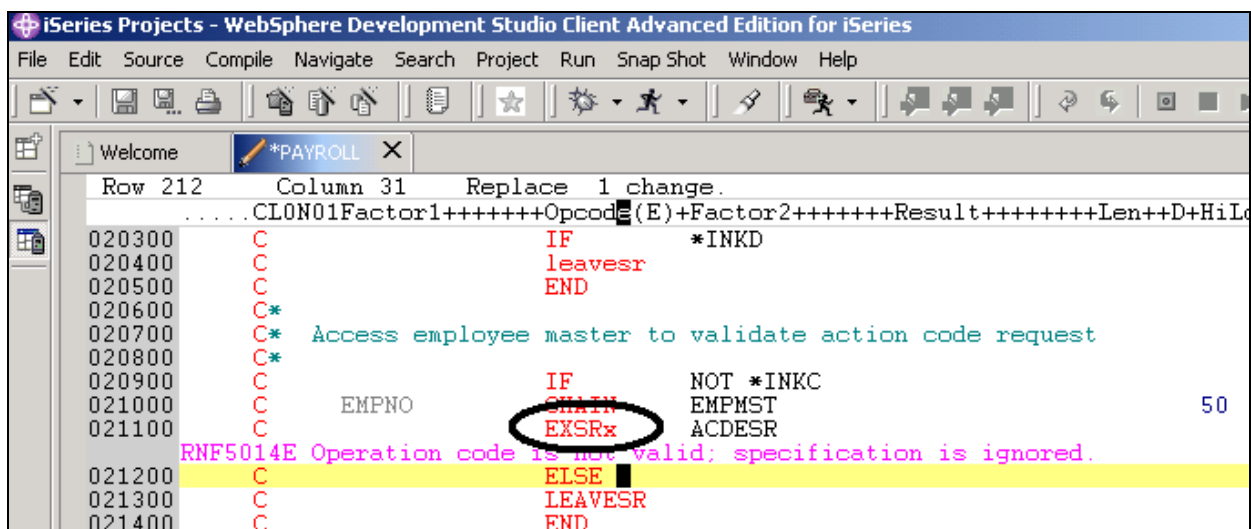 iSeries Projects - WebSphere Development Studio Client Advanced Edition for iSeries
File Edit Source Compile Navigate Search Project Run Snap Shot Window Help
Welcome *PAYROLL
Row 212 Column 31 Replace 1 change.
.....CL0N01Factor1+++++++Opcode(E)+Factor2+++++++Result++++++++Len++D+HiLo
020300 C IF *INKD
020400 C leavesr
020500 C END
020600 C*
020700 C* Access employee master to validate action code request
020800 C*
020900 C IF NOT *INKC
021000 C EMPNO CHAIN EMPMST 50
021100 C EXSRx ACDESR
RNF5014E Operation code is not valid; specification is ignored.
021200 C ELSE
021300 C LEAVESR
021400 C END